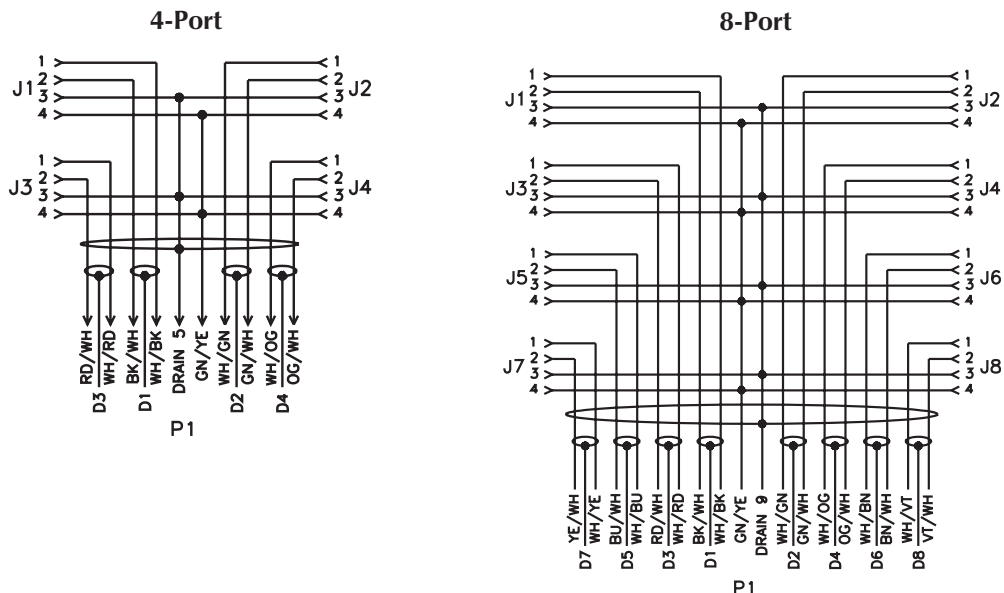 4-Port
1
J1 2
3
4
1
2 J2
3
4
1
J3 2
3
4
1
2 J4
3
4
RD/WH
WH/RD
BK/WH
WH/BK
DRAIN 5
GN/YE
WH/GN
GN/WH
WH/OG
OG/WH
D3
D1
D2
D4
P1
8-Port
1
J1 2
3
4
1
2 J2
3
4
1
J3 2
3
4
1
2 J4
3
4
1
J5 2
3
4
1
2 J6
3
4
1
J7 2
3
4
1
2 J8
3
4
YE/WH
WH/YE
BU/WH
WH/BU
RD/WH
WH/RD
BK/WH
WH/BK
GN/YE
DRAIN 9
WH/GN
GN/WH
WH/OG
OG/WH
WH/BN
BN/WH
WH/VT
VT/WH
D7
D5
D3
D1
D2
D4
D6
D8
P1